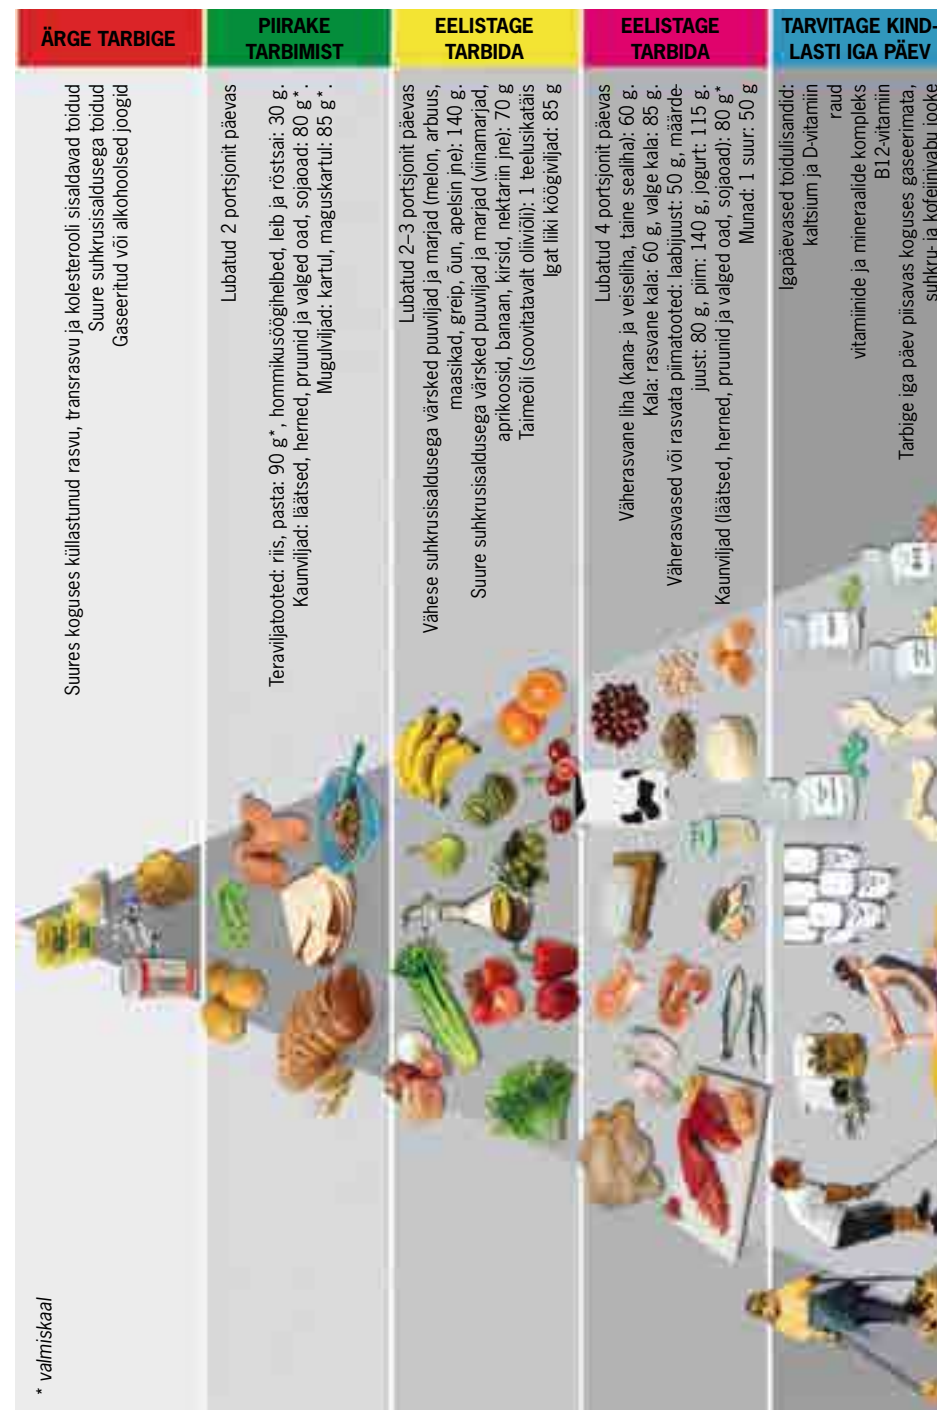 ÄRGE TARBIGE
Suures koguses küllastunud rasvu, transrasvu ja kolesterooli sisaldavad toidud
Suure suhkrusisaldusega toidud
Gaseeritud või alkohoolsed joogid
PIIRAKE
TARBIMIST
Lubatud 2 portsjonit päevas
Teraviljatooted: riis, pasta: 90 g*, hommikusöögihelbed, leib ja röstsai: 30 g.
Kaunviljad: läätsed, herned, pruunid ja valged oad, sojaoad: 80 g*.
Mugulviljad: kartul, maguskartul: 85 g*.
EELISTAGE
TARBIDA
Lubatud 2–3 portsjonit päevas
Vähese suhkrusisaldusega värsked puuviljad ja marjad (melon, arbuus,
maasikad, greip, õun, apelsin jne): 140 g.
Suure suhkrusisaldusega värsked puuviljad ja marjad (viinamarjad,
aprikoosid, banaan, kirsid, nektariin jne): 70 g
Taimeõli (soovitatavalt oliiviõli): 1 teelusikatäis
Igat liiki köögiviljad: 85 g
EELISTAGE
TARBIDA
Lubatud 4 portsjonit päevas
Väherasvane liha (kana- ja veiseliha, taine sealiha): 60 g.
Kala: rasvane kala: 60 g, valge kala: 85 g.
Väherasvased või rasvata piimatooted: laabijuust: 50 g, määrde-
juust: 80 g, piim: 140 g, jogurt: 115 g.
Kaunviljad (läätsed, herned, pruunid ja valged oad, sojaoad): 80 g*
Munad: 1 suur: 50 g
TARVITAGE KIND-
LASTI IGA PÄEV
Igapäevased toidulisandid:
kaltsium ja D-vitamiin
raud
vitamiinide ja mineraalide kompleks
B12-vitamiin
Tarbige iga päev piisavas koguses gaseerimata,
suhkru- ja kofeiinivabu jooke
* valmiskaal